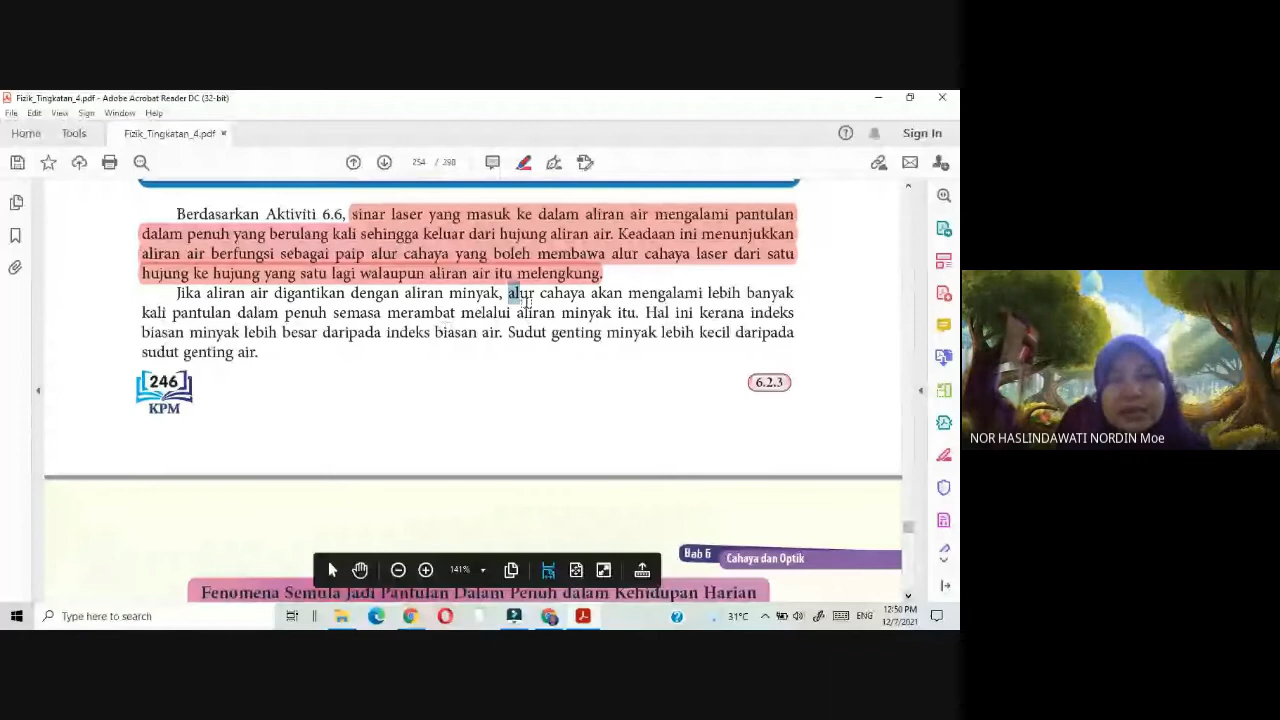 Fizik_Tingkatan_4.pdf - Adobe Acrobat Reader DC (32-bit)
File Edit View Sign Window Help
Home Tools Fizik_Tingkatan_4.pdf × Sign In
254 / 298
Berdasarkan Aktiviti 6.6, sinar laser yang masuk ke dalam aliran air mengalami pantulan
dalam penuh yang berulang kali sehingga keluar dari hujung aliran air. Keadaan ini menunjukkan
aliran air berfungsi sebagai paip alur cahaya yang boleh membawa alur cahaya laser dari satu
hujung ke hujung yang satu lagi walaupun aliran air itu melengkung.
Jika aliran air digantikan dengan aliran minyak, alur cahaya akan mengalami lebih banyak
kali pantulan dalam penuh semasa merambat melalui aliran minyak itu. Hal ini kerana indeks
biasan minyak lebih besar daripada indeks biasan air. Sudut genting minyak lebih kecil daripada
sudut genting air.
246
KPM
6.2.3
NOR HASLINDAWATI NORDIN Moe
Bab 6 Cahaya dan Optik
141%
Fenomena Semula Jadi Pantulan Dalam Penuh dalam Kehidupan Harian
Type here to search
31°C ENG
12:50 PM
12/7/2021